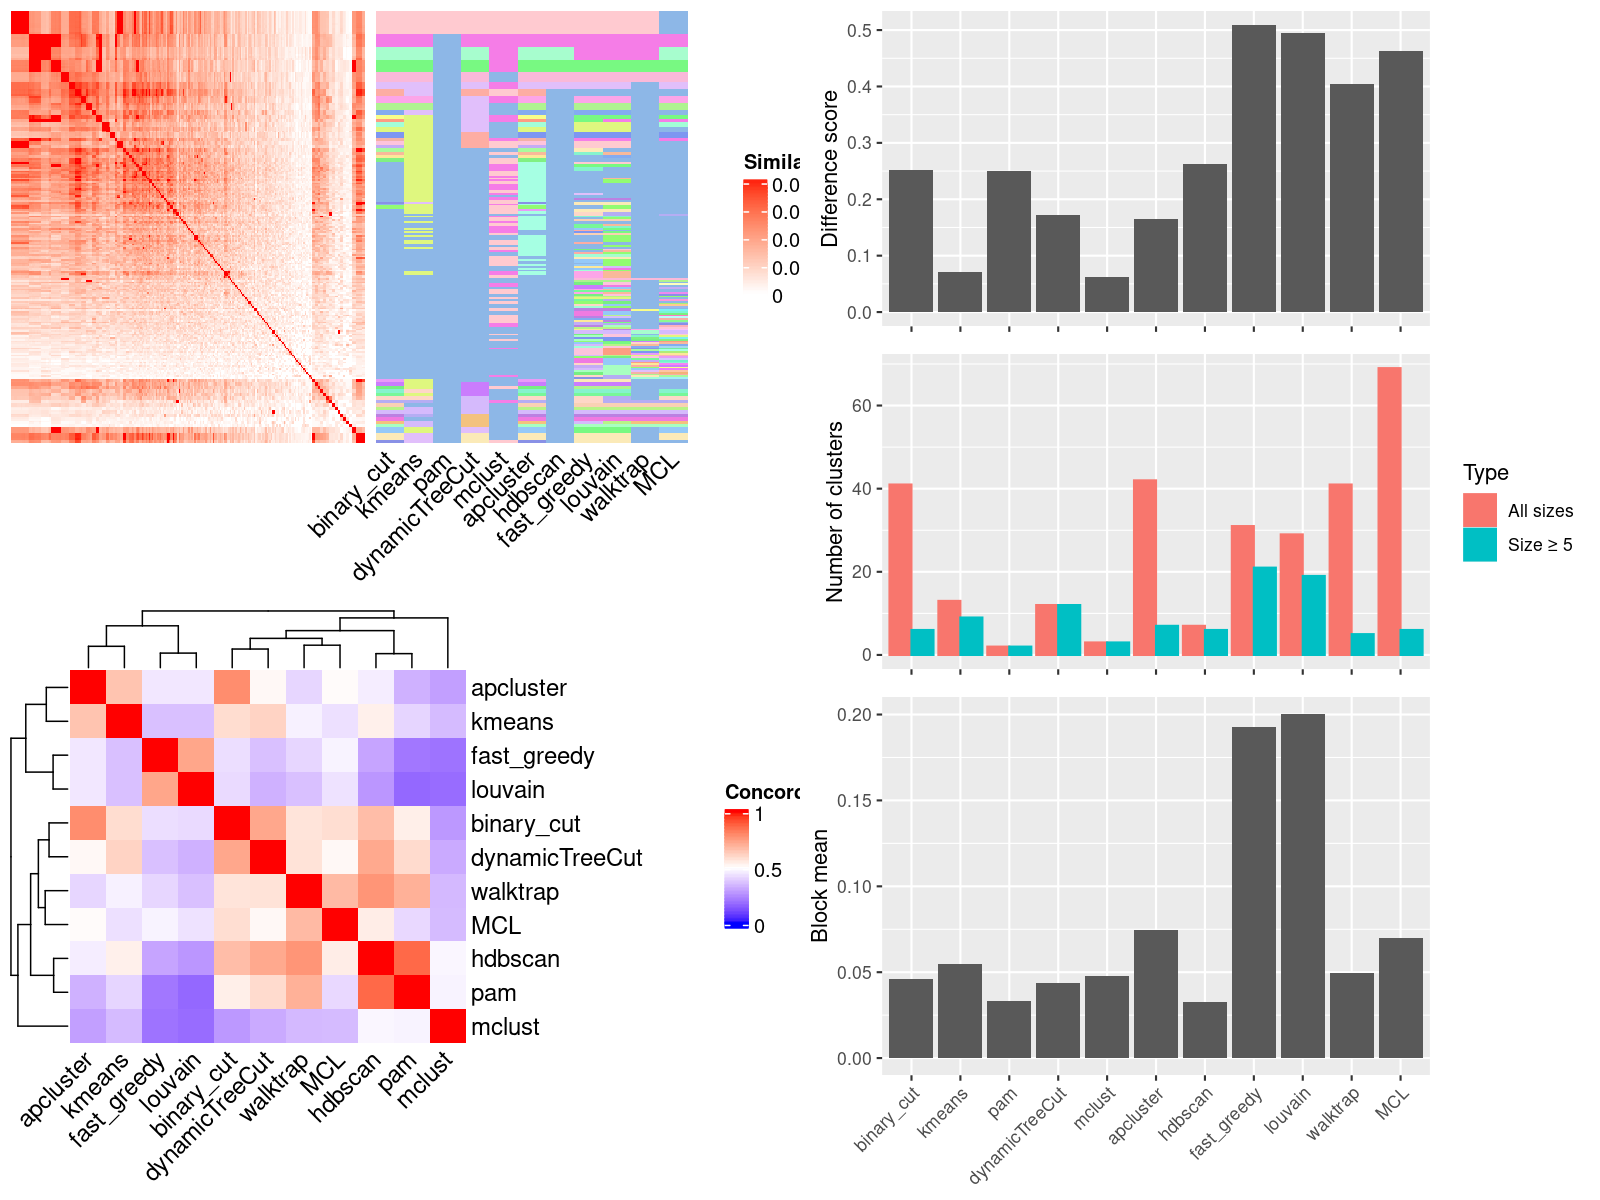 Simila
0.0
0.0
0.0
0.0
0
binary_cut
kmeans
pam
dynamicTreeCut
mclust
apcluster
hdbscan
fast_greedy
louvain
walktrap
MCL
apcluster
kmeans
fast_greedy
louvain
binary_cut
dynamicTreeCut
walktrap
MCL
hdbscan
pam
mclust
apcluster
kmeans
fast_greedy
louvain
binary_cut
dynamicTreeCut
walktrap
MCL
hdbscan
pam
mclust
Concord
1
0.5
0
Difference score
0.5
0.4
0.3
0.2
0.1
0.0
Number of clusters
60
40
20
0
Type
All sizes
Size ≥ 5
Block mean
0.20
0.15
0.10
0.05
0.00
binary_cut
kmeans
pam
dynamicTreeCut
mclust
apcluster
hdbscan
fast_greedy
louvain
walktrap
MCL